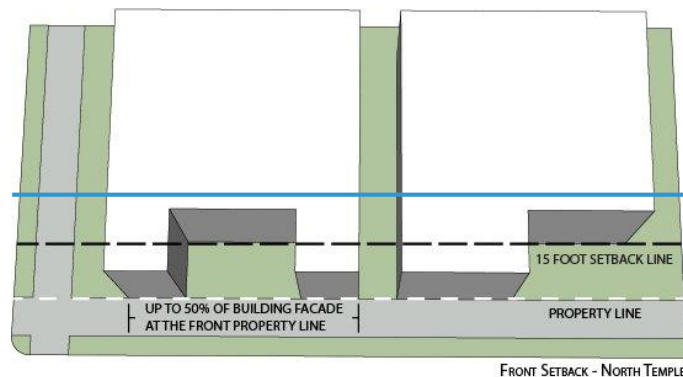 15 FOOT SETBACK LINE
UP TO 50% OF BUILDING FACADE
AT THE FRONT PROPERTY LINE
PROPERTY LINE
FRONT SETBACK - NORTH TEMPLE